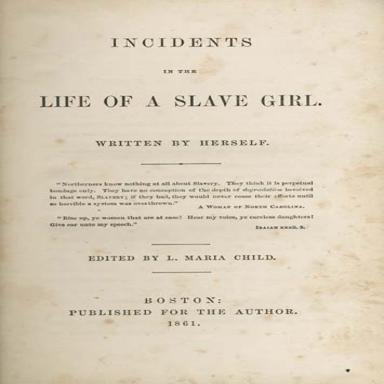 INCIDENTS
IN THE
LIFE OF A SLAVE GIRL.
WRITTEN BY HERSELF.
"Northerners know nothing at all about Slavery. They think it is perpetual
bondage only. They have no conception of the depth of degradation involved
in that word, SLAVERY; if they had, they would never cease their efforts until
so horrible a system was overthrown."
A WOMAN OF NORTH CAROLINA.
"Rise up, ye women that are at ease! Hear my voice, ye careless daughters!
Give ear unto my speech."
ISAIAH xxxii. 9.
EDITED BY L. MARIA CHILD.
BOSTON:
PUBLISHED FOR THE AUTHOR.
1861.